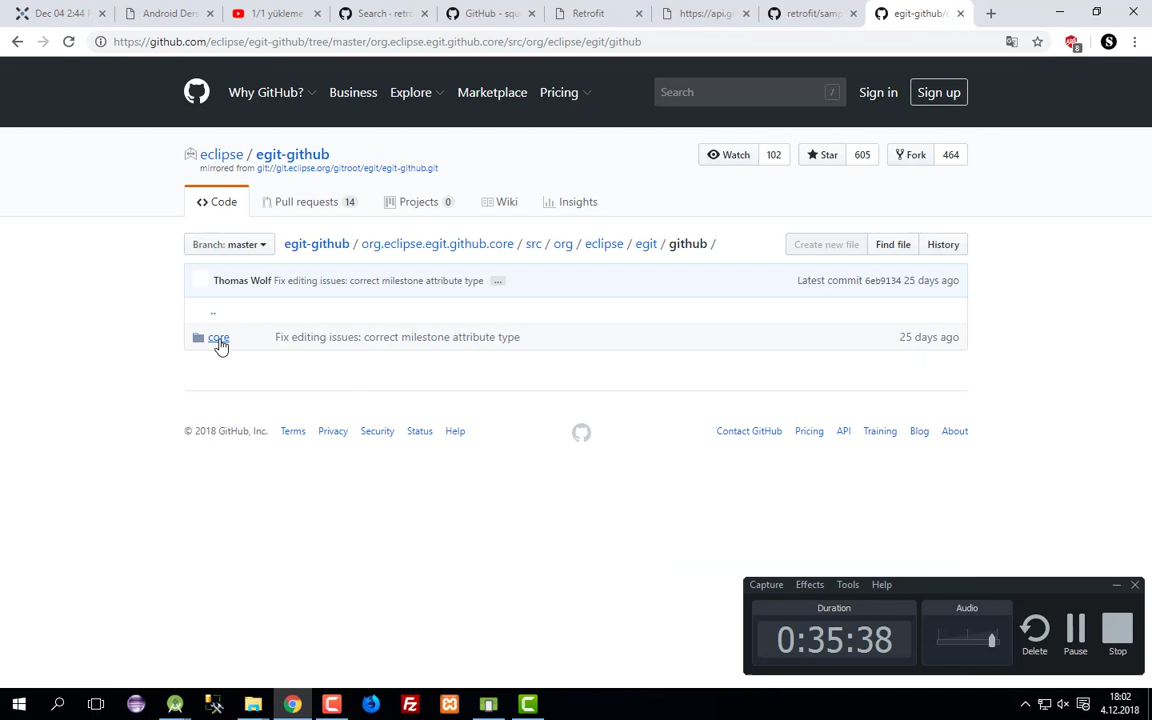 Dec 04 2:44
Android Ders
1/1 yükleme
Search · retro
GitHub - squ
Retrofit
https://api.g
retrofit/samp
egit-github/
https://github.com/eclipse/egit-github/tree/master/org.eclipse.egit.github.core/src/org/eclipse/egit/github
8
S
Why GitHub? Business Explore Marketplace Pricing
Search /
Sign in
Sign up
eclipse / egit-github
mirrored from git://git.eclipse.org/gitroot/egit/egit-github.git
Watch 102
Star 605
Fork 464
Code
Pull requests 14
Projects 0
Wiki
Insights
Branch: master
egit-github / org.eclipse.egit.github.core / src / org / eclipse / egit / github /
Create new file
Find file
History
Thomas Wolf Fix editing issues: correct milestone attribute type ...
Latest commit 6eb9134 25 days ago
..
core
Fix editing issues: correct milestone attribute type
25 days ago
© 2018 GitHub, Inc. Terms Privacy Security Status Help
Contact GitHub Pricing API Training Blog About
Capture Effects Tools Help
Duration
0:35:38
Audio
Delete
Pause
Stop
18:02
4.12.2018